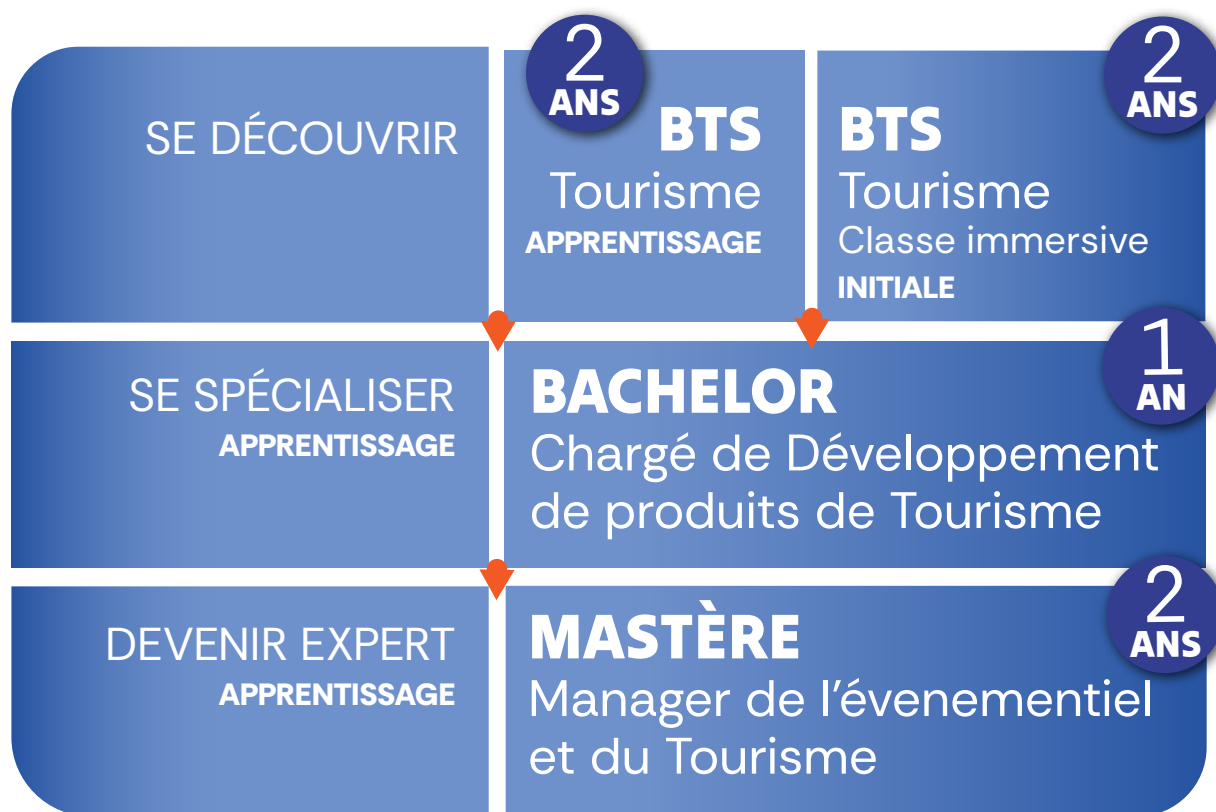 SE DÉCOUVRIR
2
ANS
BTS
Tourisme
APPRENTISSAGE
2
ANS
BTS
Tourisme
Classe immersive
INITIALE
SE SPÉCIALISER
APPRENTISSAGE
1
AN
BACHELOR
Chargé de Développement
de produits de Tourisme
DEVENIR EXPERT
APPRENTISSAGE
2
ANS
MASTÈRE
Manager de l’évenementiel
et du Tourisme